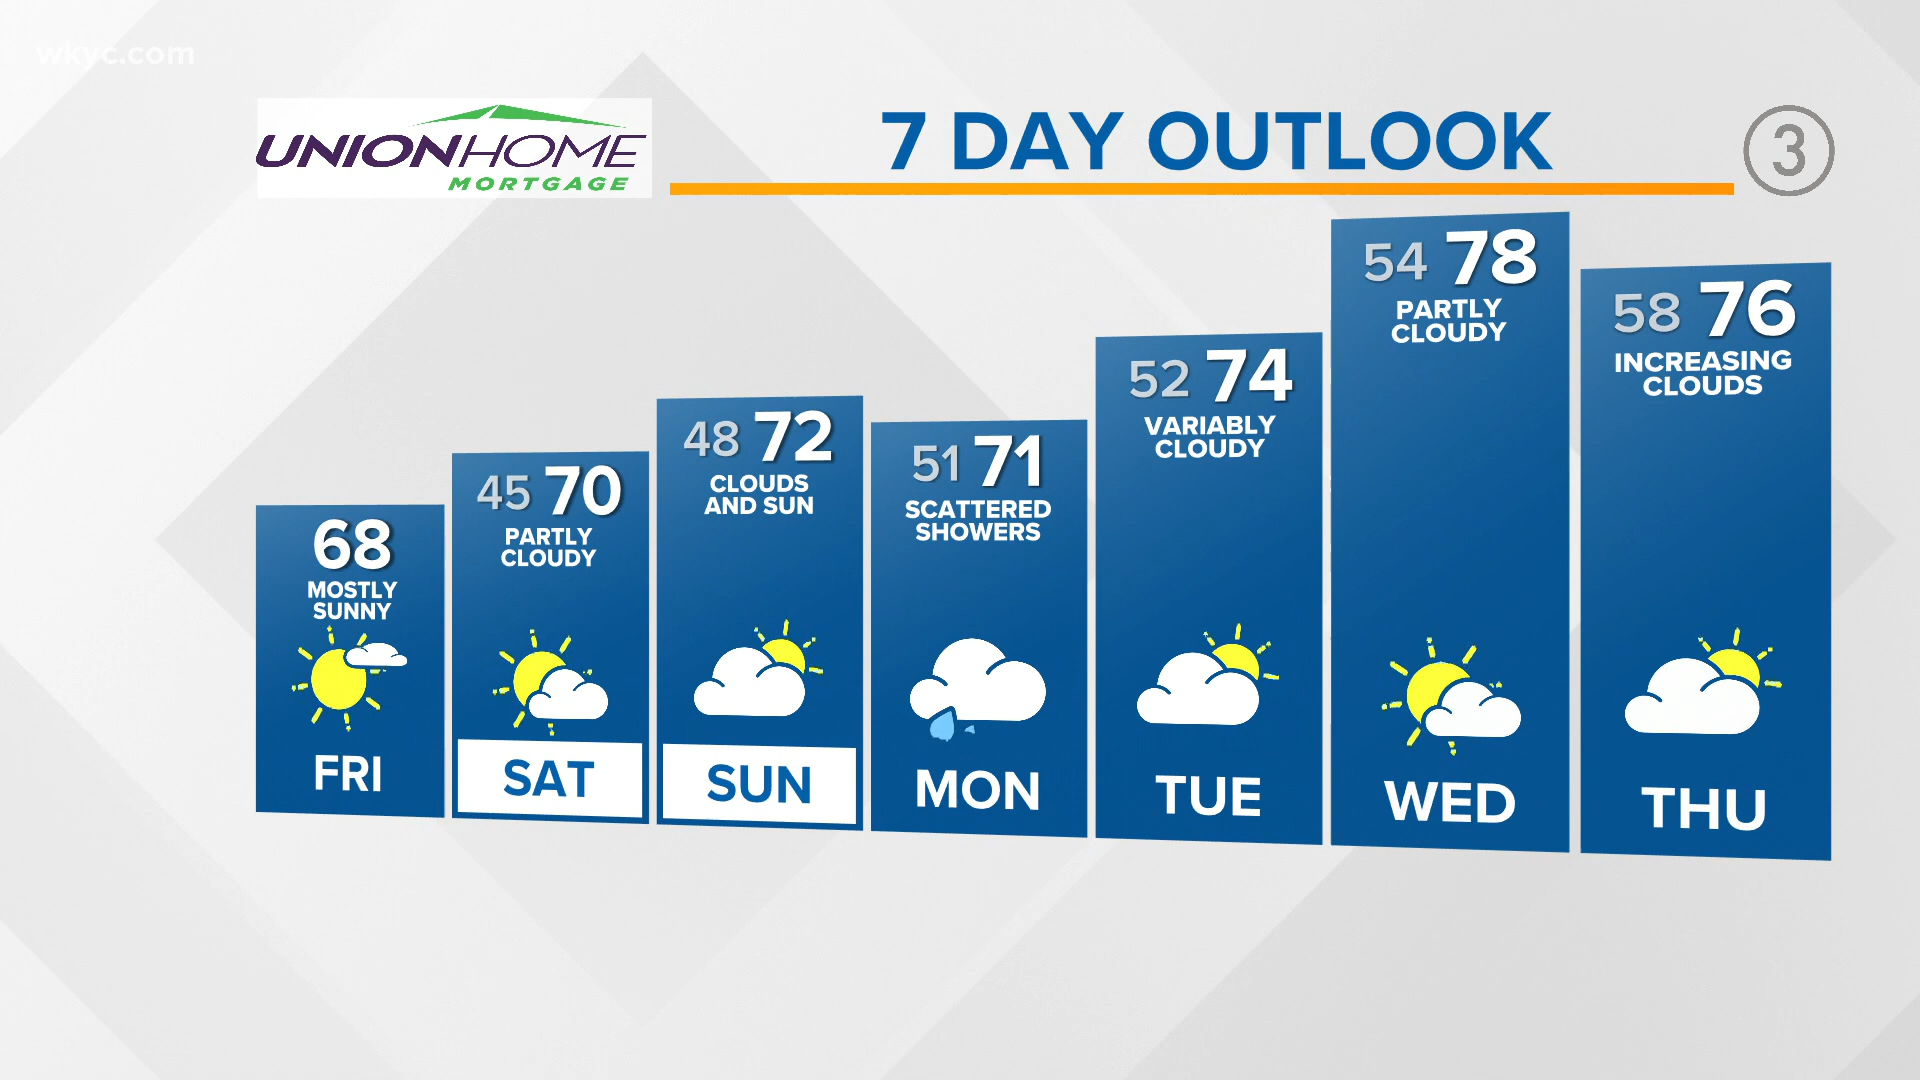 wkyc.com
UNIONHOME
MORTGAGE
7 DAY OUTLOOK
3
68
MOSTLY
SUNNY
FRI
45 70
PARTLY
CLOUDY
SAT
48 72
CLOUDS
AND SUN
SUN
51 71
SCATTERED
SHOWERS
MON
52 74
VARIABLY
CLOUDY
TUE
54 78
PARTLY
CLOUDY
WED
58 76
INCREASING
CLOUDS
THU